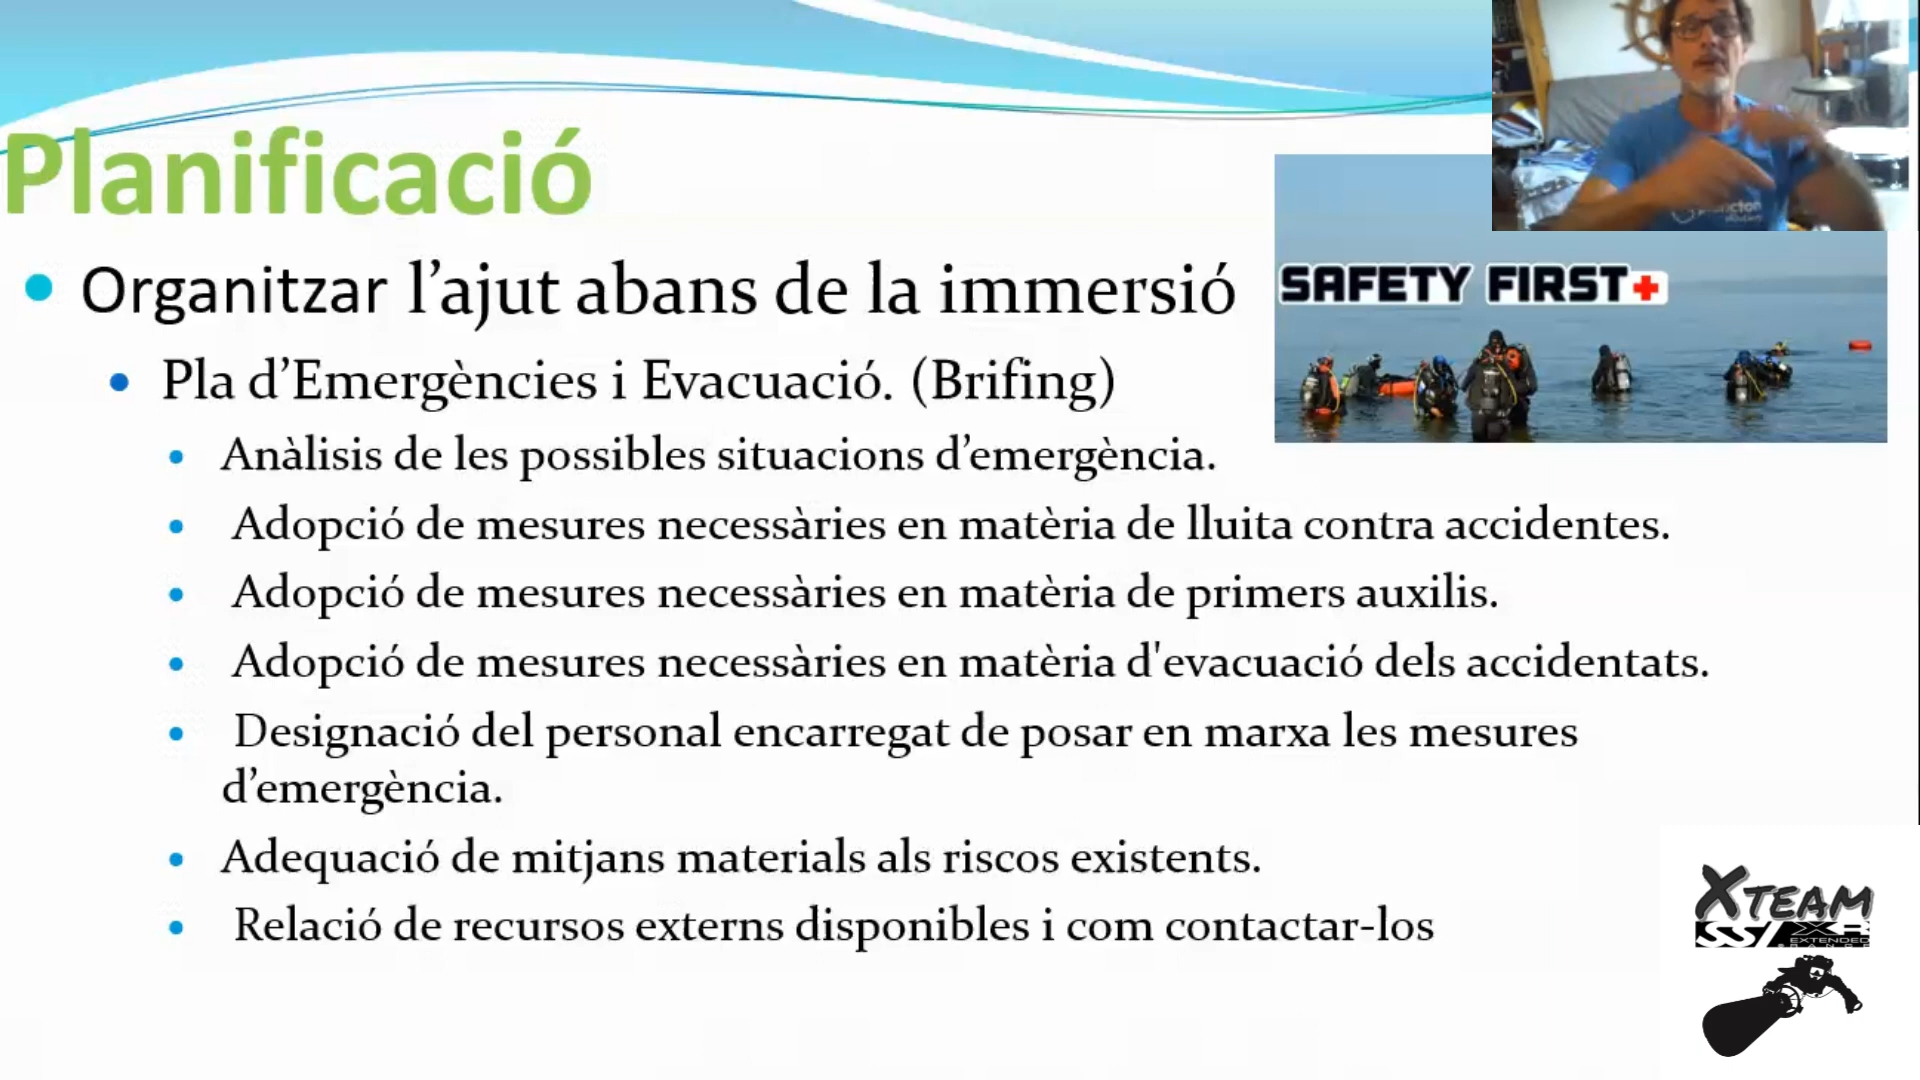 Planificació
Organitzar l’ajut abans de la immersió
SAFETY FIRST
Pla d’Emergències i Evacuació. (Brifing)
Anàlisis de les possibles situacions d’emergència.
Adopció de mesures necessàries en matèria de lluita contra accidentes.
Adopció de mesures necessàries en matèria de primers auxilis.
Adopció de mesures necessàries en matèria d'evacuació dels accidentats.
Designació del personal encarregat de posar en marxa les mesures
d’emergència.
Adequació de mitjans materials als riscos existents.
Relació de recursos externs disponibles i com contactar-los
XTEAM
SSI XR
EXTENDED
RANGE